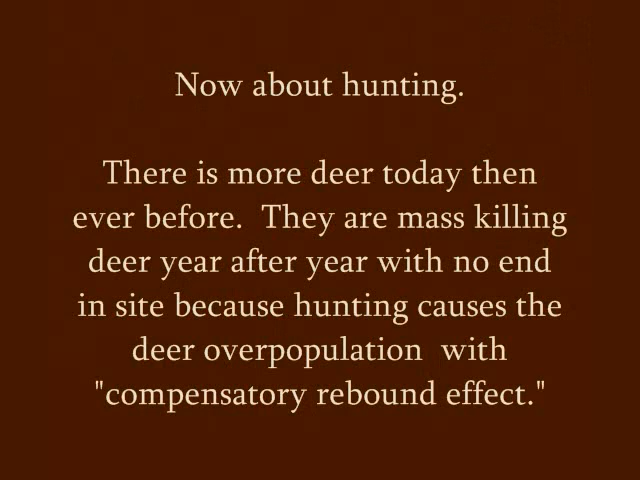 Now about hunting.
There is more deer today then
ever before.  They are mass killing
deer year after year with no end
in site because hunting causes the
deer overpopulation  with
"compensatory rebound effect."